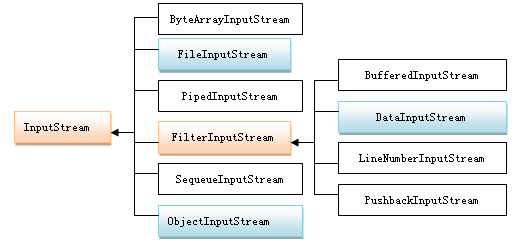 ByteArrayInputStream
FileInputStream
PipedInputStream
InputStream
FilterInputStream
SequeueInputStream
ObjectInputStream
BufferedInputStream
DataInputStream
LineNumberInputStream
PushbackInputStream